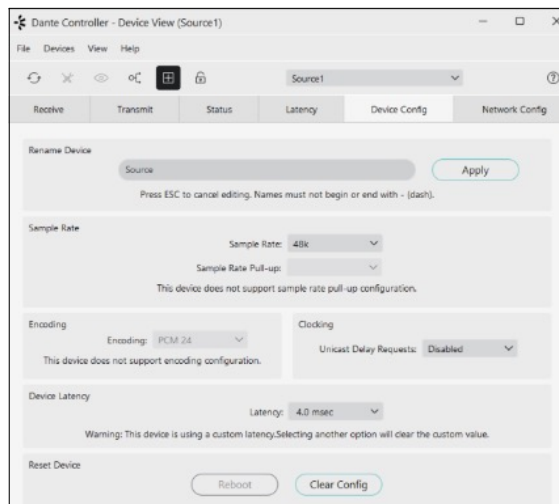 Dante Controller - Device View (Source1)
File Devices View Help
Source1
Receive Transmit Status Latency Device Config Network Config
Rename Device
Source
Apply
Press ESC to cancel editing. Names must not begin or end with - (dash).
Sample Rate
Sample Rate: 48k
Sample Rate Pull-up:
This device does not support sample rate pull-up configuration.
Encoding
Encoding: PCM 24
This device does not support encoding configuration.
Clocking
Unicast Delay Requests: Disabled
Device Latency
Latency: 4.0 msec
Warning: This device is using a custom latency.Selecting another option will clear the custom value.
Reset Device
Reboot Clear Config